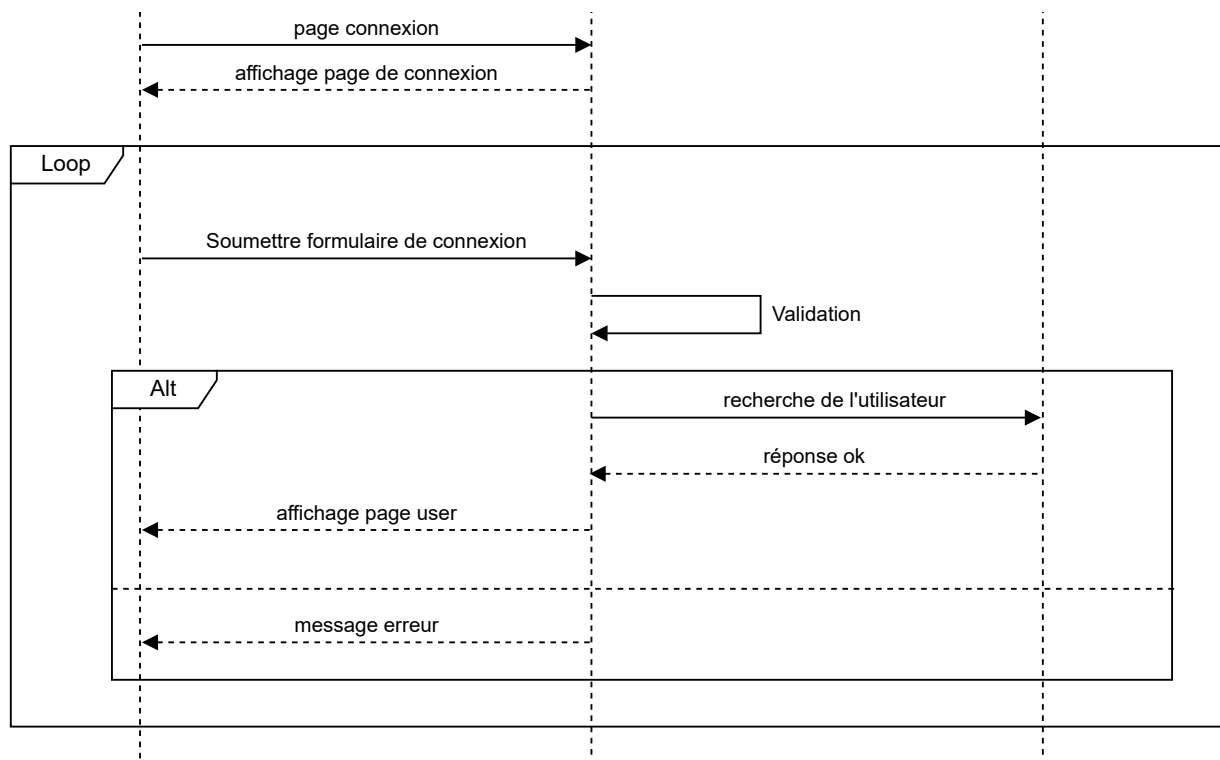 page connexion
affichage page de connexion
Loop
Soumettre formulaire de connexion
Validation
Alt
recherche de l'utilisateur
réponse ok
affichage page user
message erreur